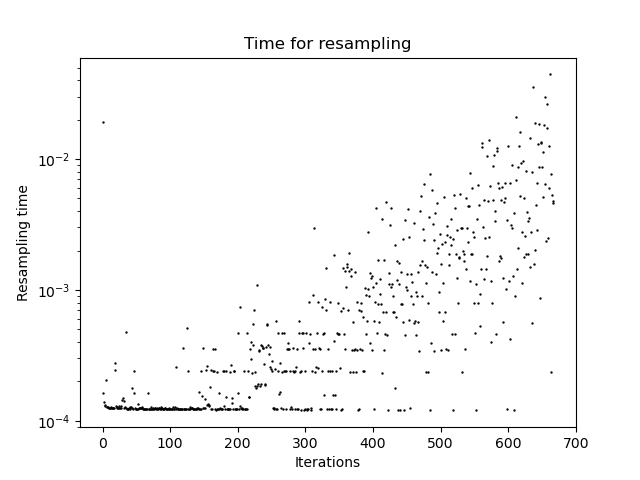 Time for resampling
Resampling time
10⁻²
10⁻³
10⁻⁴
0 100 200 300 400 500 600 700
Iterations